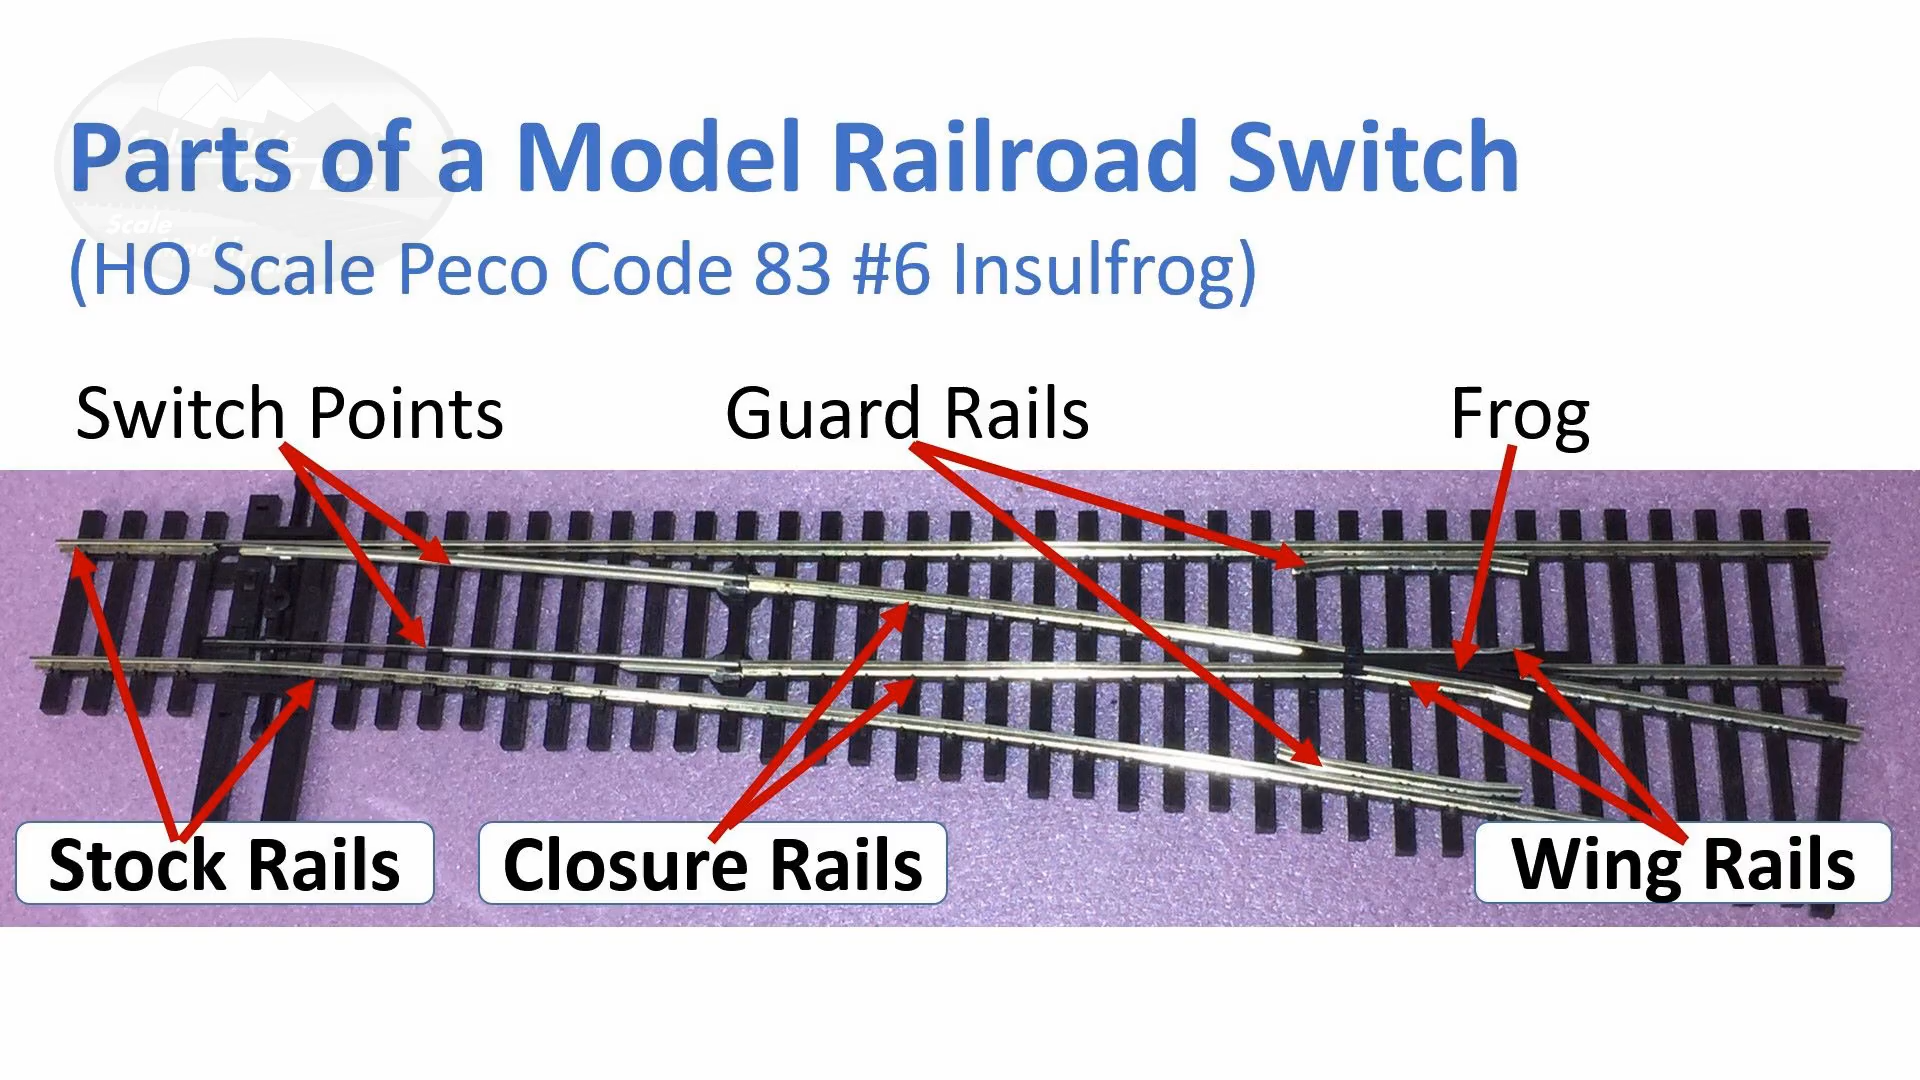 Parts of a Model Railroad Switch
(HO Scale Peco Code 83 #6 Insulfrog)
Switch Points
Guard Rails
Frog
Stock Rails
Closure Rails
Wing Rails
Scale